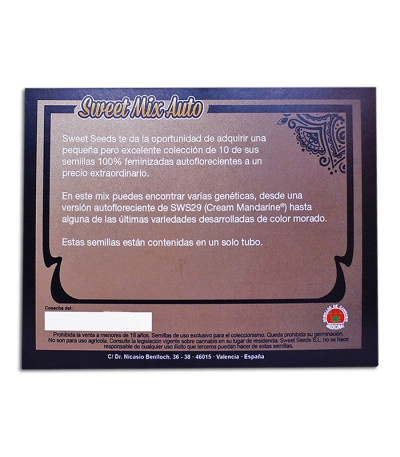 Sweet Mix Auto
Sweet Seeds te da la oportunidad de adquirir una
pequeña pero excelente colección de 10 de sus
semillas 100% feminizadas autoflorecientes a un
precio extraordinario.
En este mix puedes encontrar varías genéticas, desde una
versión autofloreciente de SWS29 (Cream Mandarine®) hasta
alguna de las últimas variedades desarrolladas de color morado.
Estas semillas están contenidas en un solo tubo.
Cosecha del:
Prohibida la venta a menores de 18 años. Semillas de uso exclusivo para el coleccionismo. Queda prohibida su germinación.
No son para uso agrícola. Consulte la legislación vigente sobre cannabis en su lugar de residencia. Sweet Seeds S.L. no se hace
responsable de cualquier uso ilícito que terceros puedan hacer de estas semillas.
C/ Dr. Nicasio Benlloch, 36 - 38 - 46015 - Valencia - España